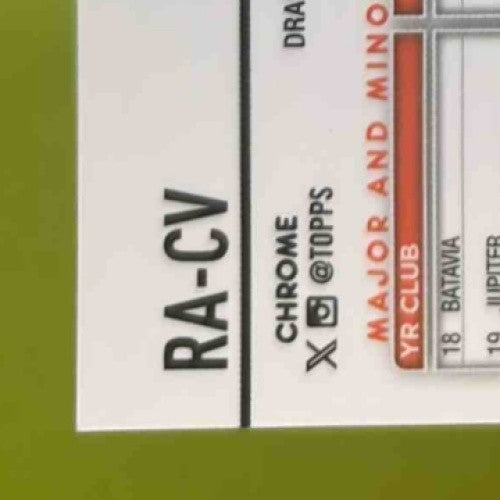 RA-CV
CHROME
DRA
X @TOPPS
MAJOR AND MINO
YR CLUB
18 BATAVIA
19 JUPITER